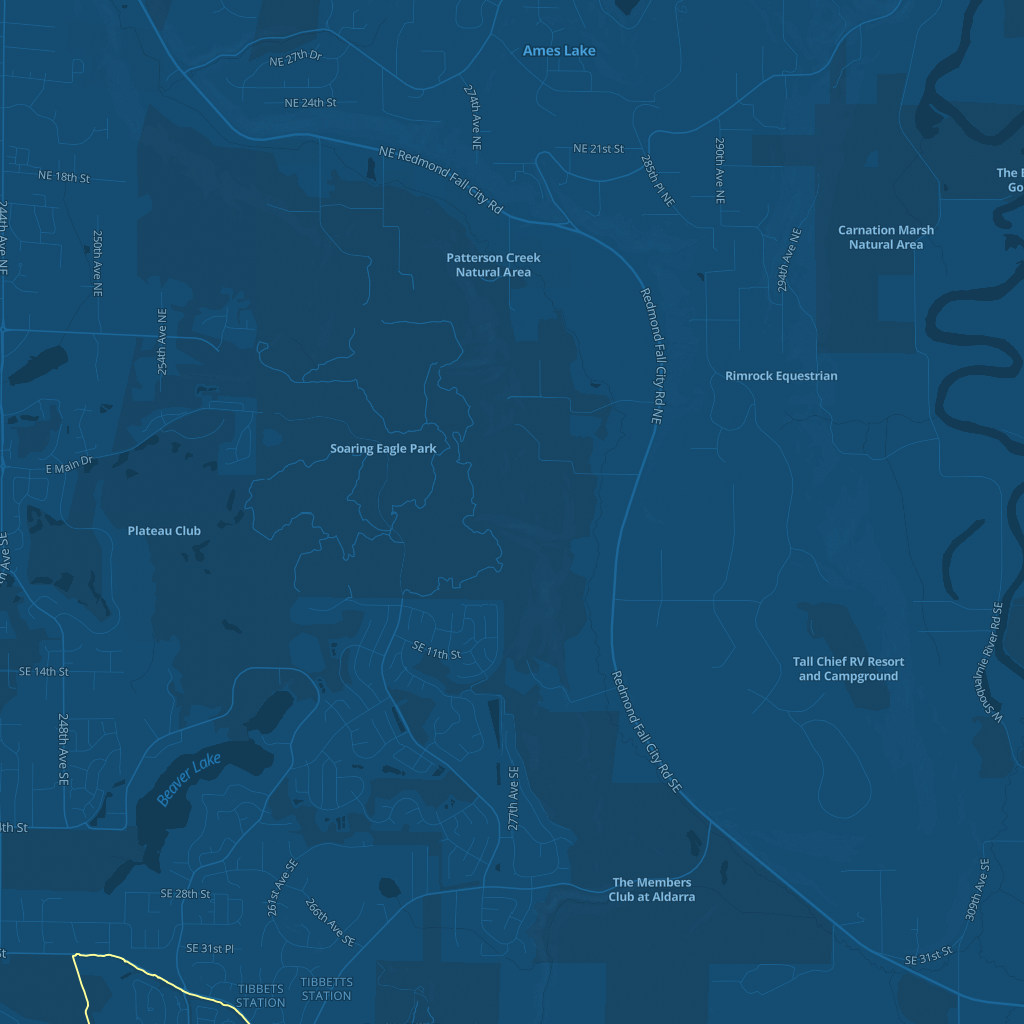 Ames Lake
NE 27th Dr
NE 24th St
274th Ave NE
NE Redmond Fall City Rd
NE 21st St
285th Pl NE
290th Ave NE
NE 18th St
244th Ave NE
250th Ave NE
254th Ave NE
The
Carnation Marsh
Natural Area
294th Ave NE
Patterson Creek
Natural Area
Redmond Fall City Rd NE
Rimrock Equestrian
Soaring Eagle Park
E Main Dr
Plateau Club
Ave SE
SE 11th St
SE 14th St
248th Ave SE
Tall Chief RV Resort
and Campground
W Snoqualmie River Rd SE
Redmond Fall City Rd SE
Beaver Lake
277th Ave SE
St
The Members
Club at Aldarra
SE 28th St
261st Ave SE
266th Ave SE
309th Ave SE
SE 31st Pl
SE 31st St
TIBBETS
STATION
TIBBETTS
STATION